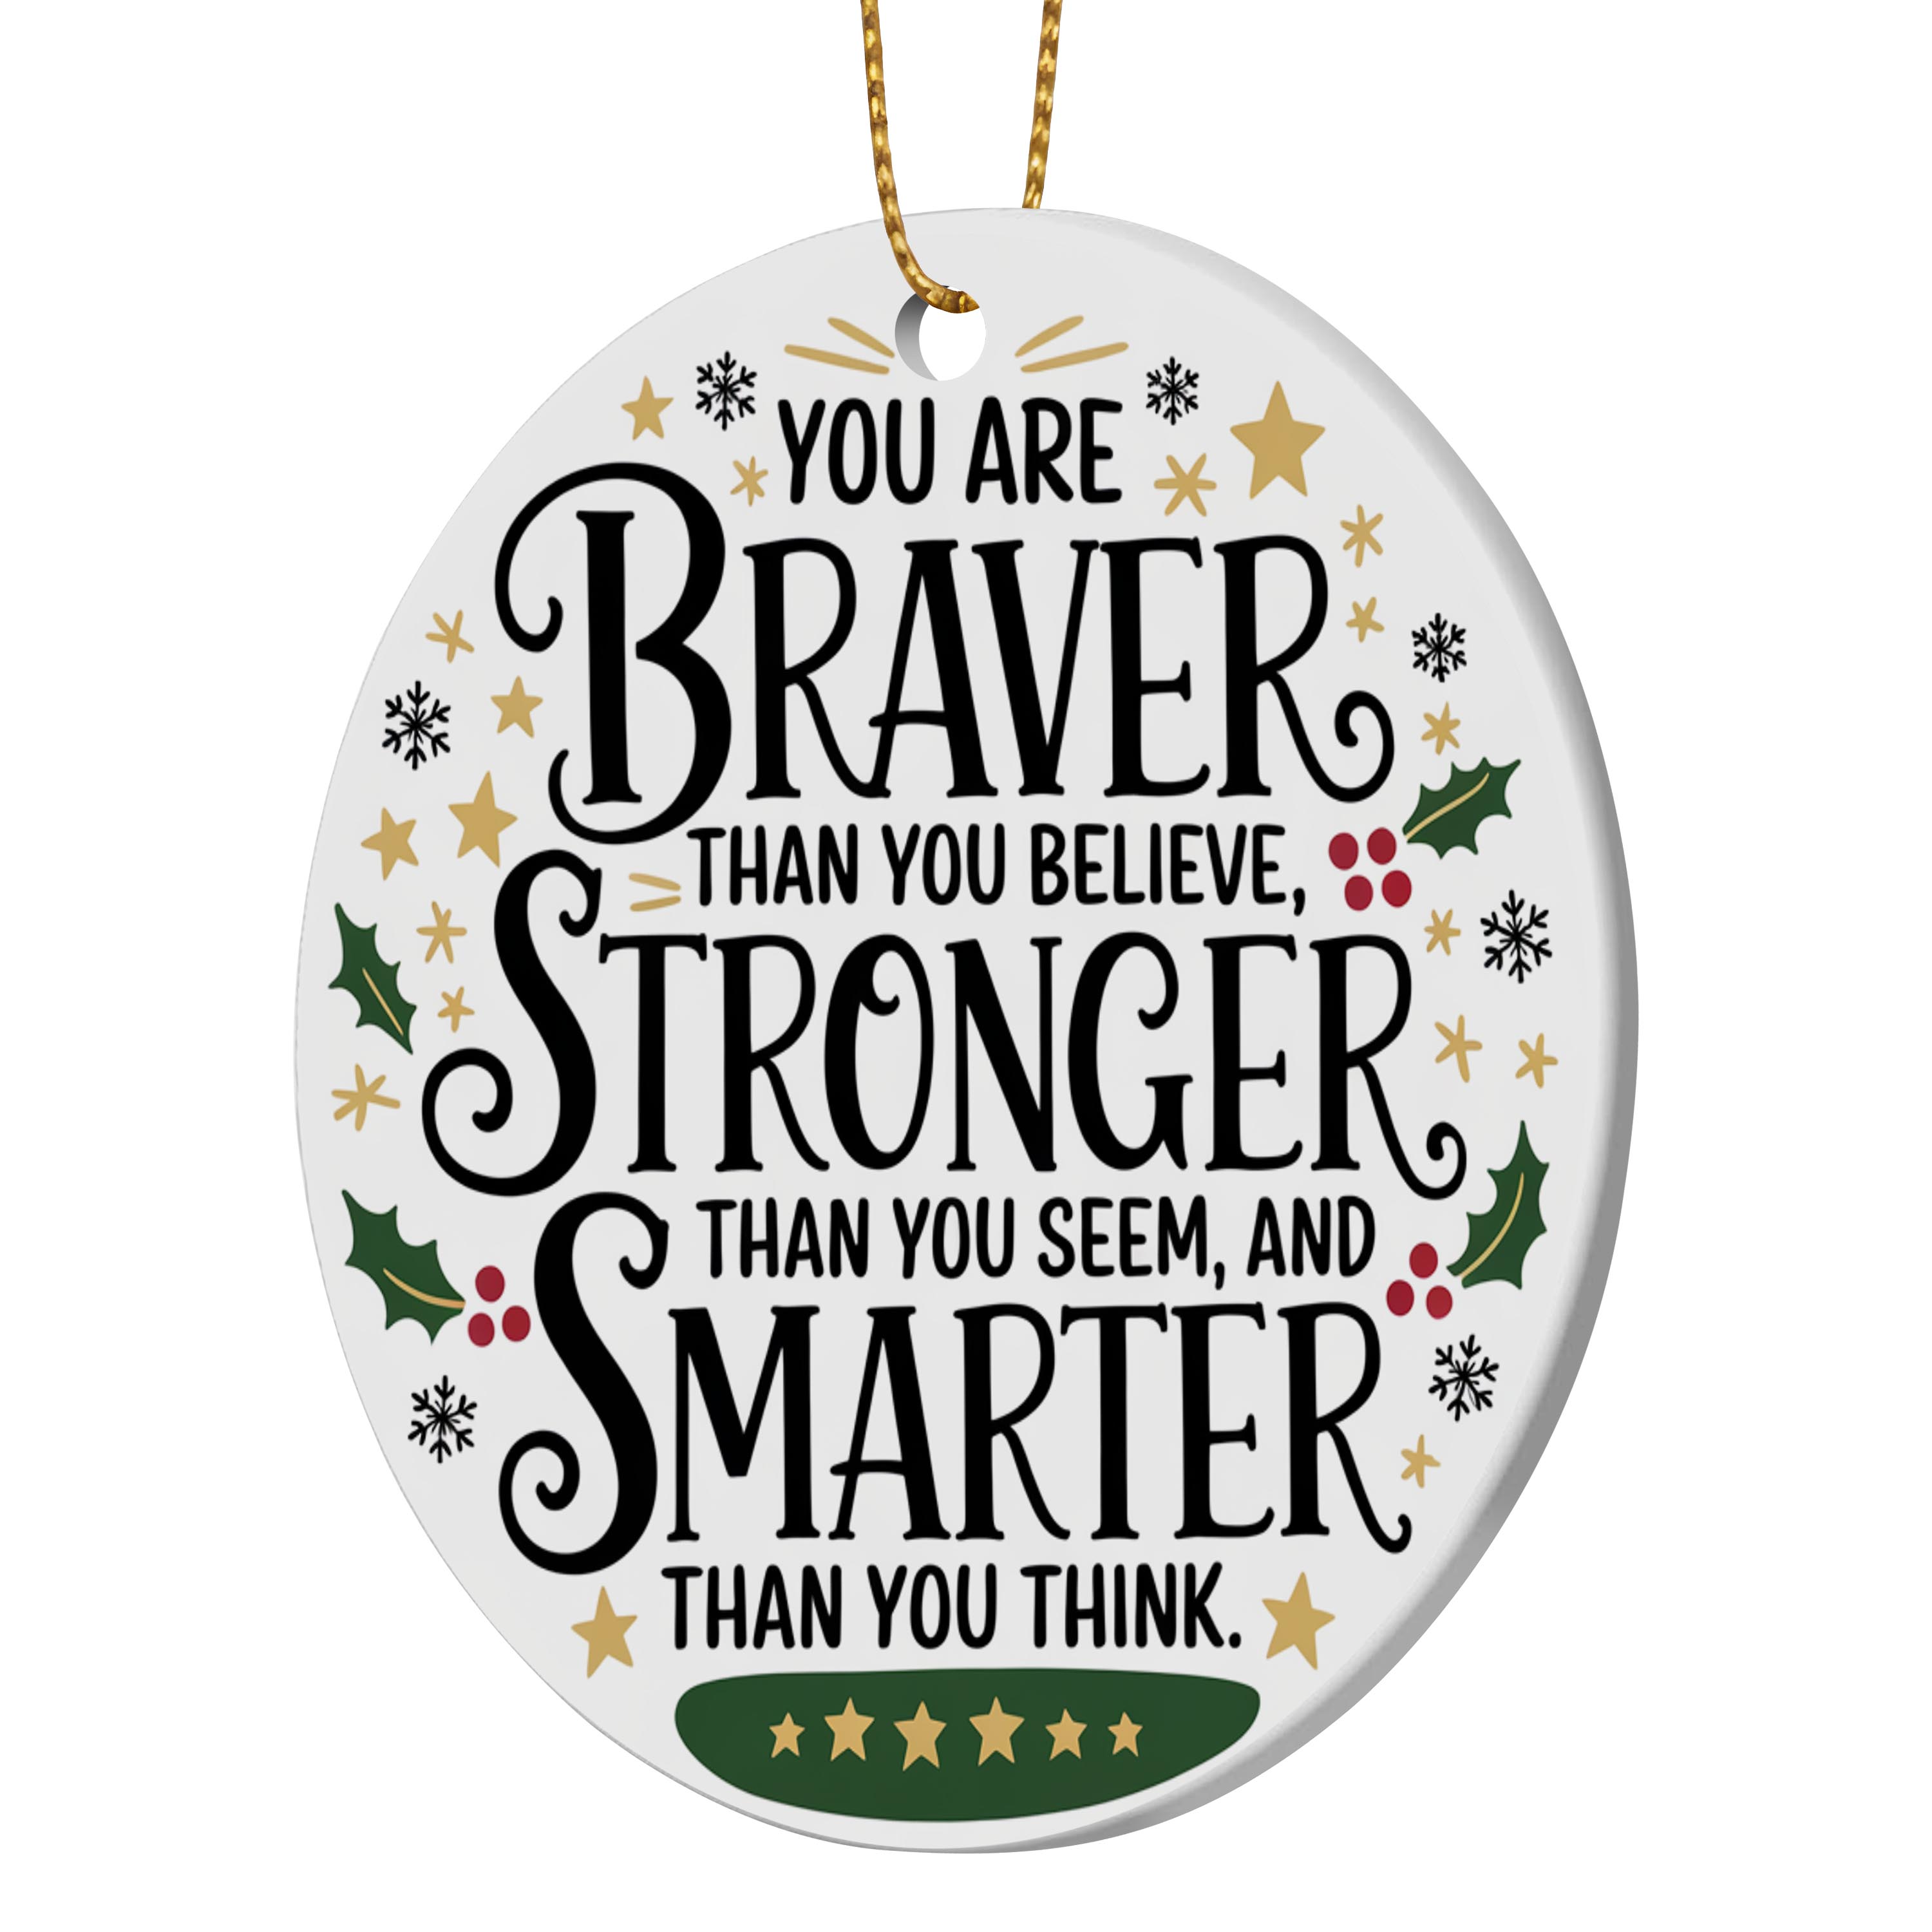 YOU ARE
BRAVER
THAN YOU BELIEVE,
STRONGER
THAN YOU SEEM, AND
SMARTER
THAN YOU THINK.